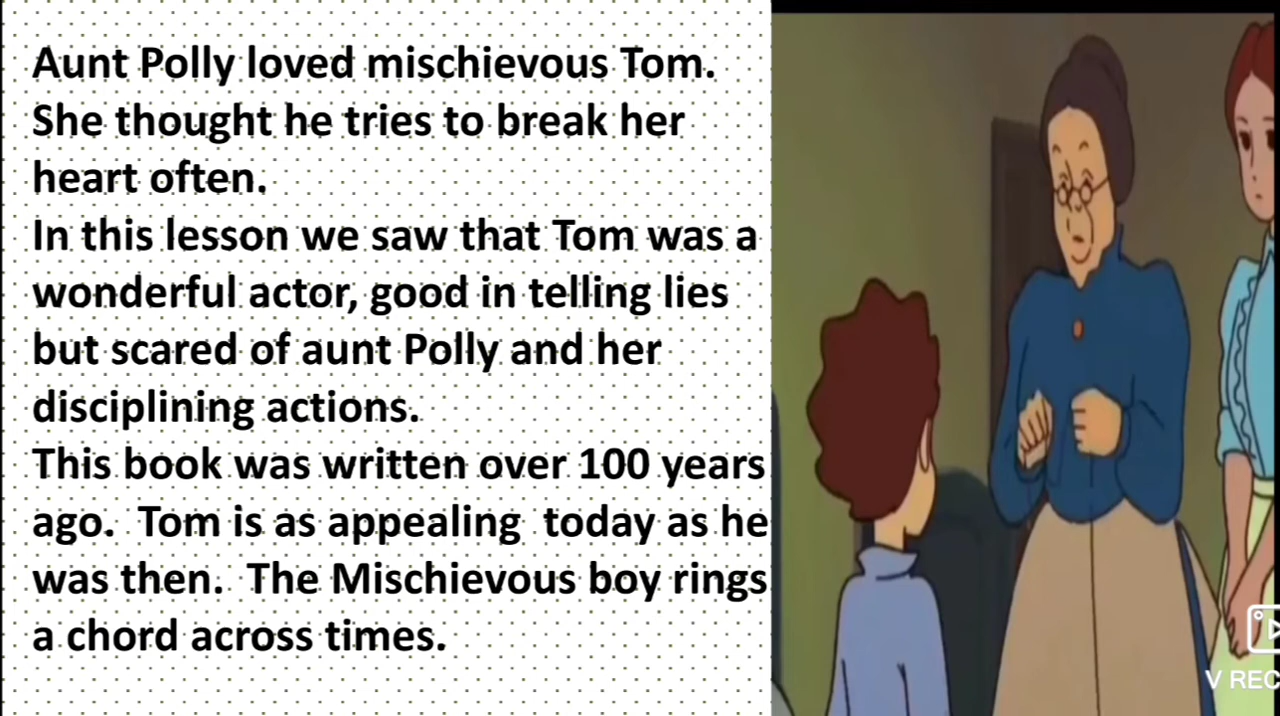 Aunt Polly loved mischievous Tom.
She thought he tries to break her
heart often.
In this lesson we saw that Tom was a
wonderful actor, good in telling lies
but scared of aunt Polly and her
disciplining actions.
This book was written over 100 years
ago.  Tom is as appealing  today as he
was then.  The Mischievous boy rings
a chord across times.
V REC